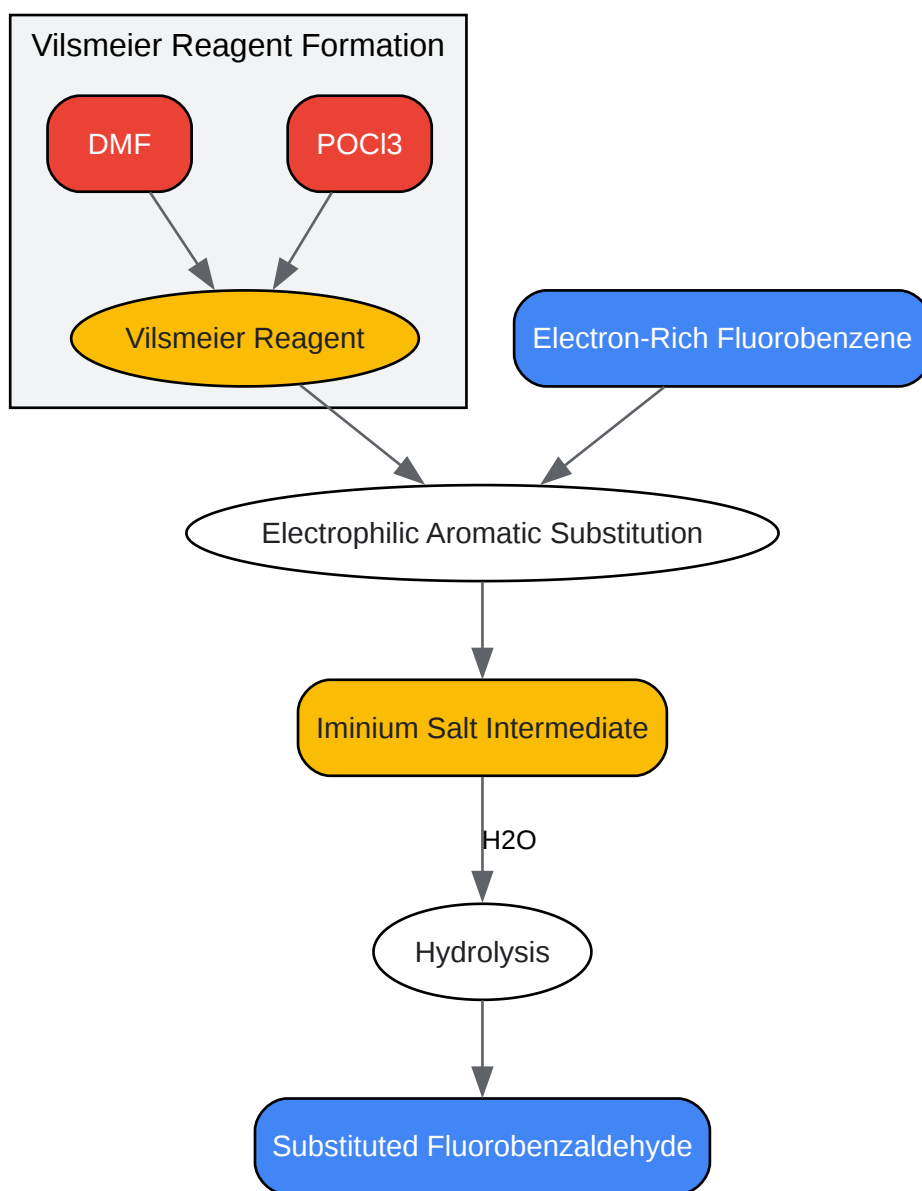 Vilsmeier Reagent Formation
DMF
POCl3
Vilsmeier Reagent
Electron-Rich Fluorobenzene
Electrophilic Aromatic Substitution
Iminium Salt Intermediate
H2O
Hydrolysis
Substituted Fluorobenzaldehyde